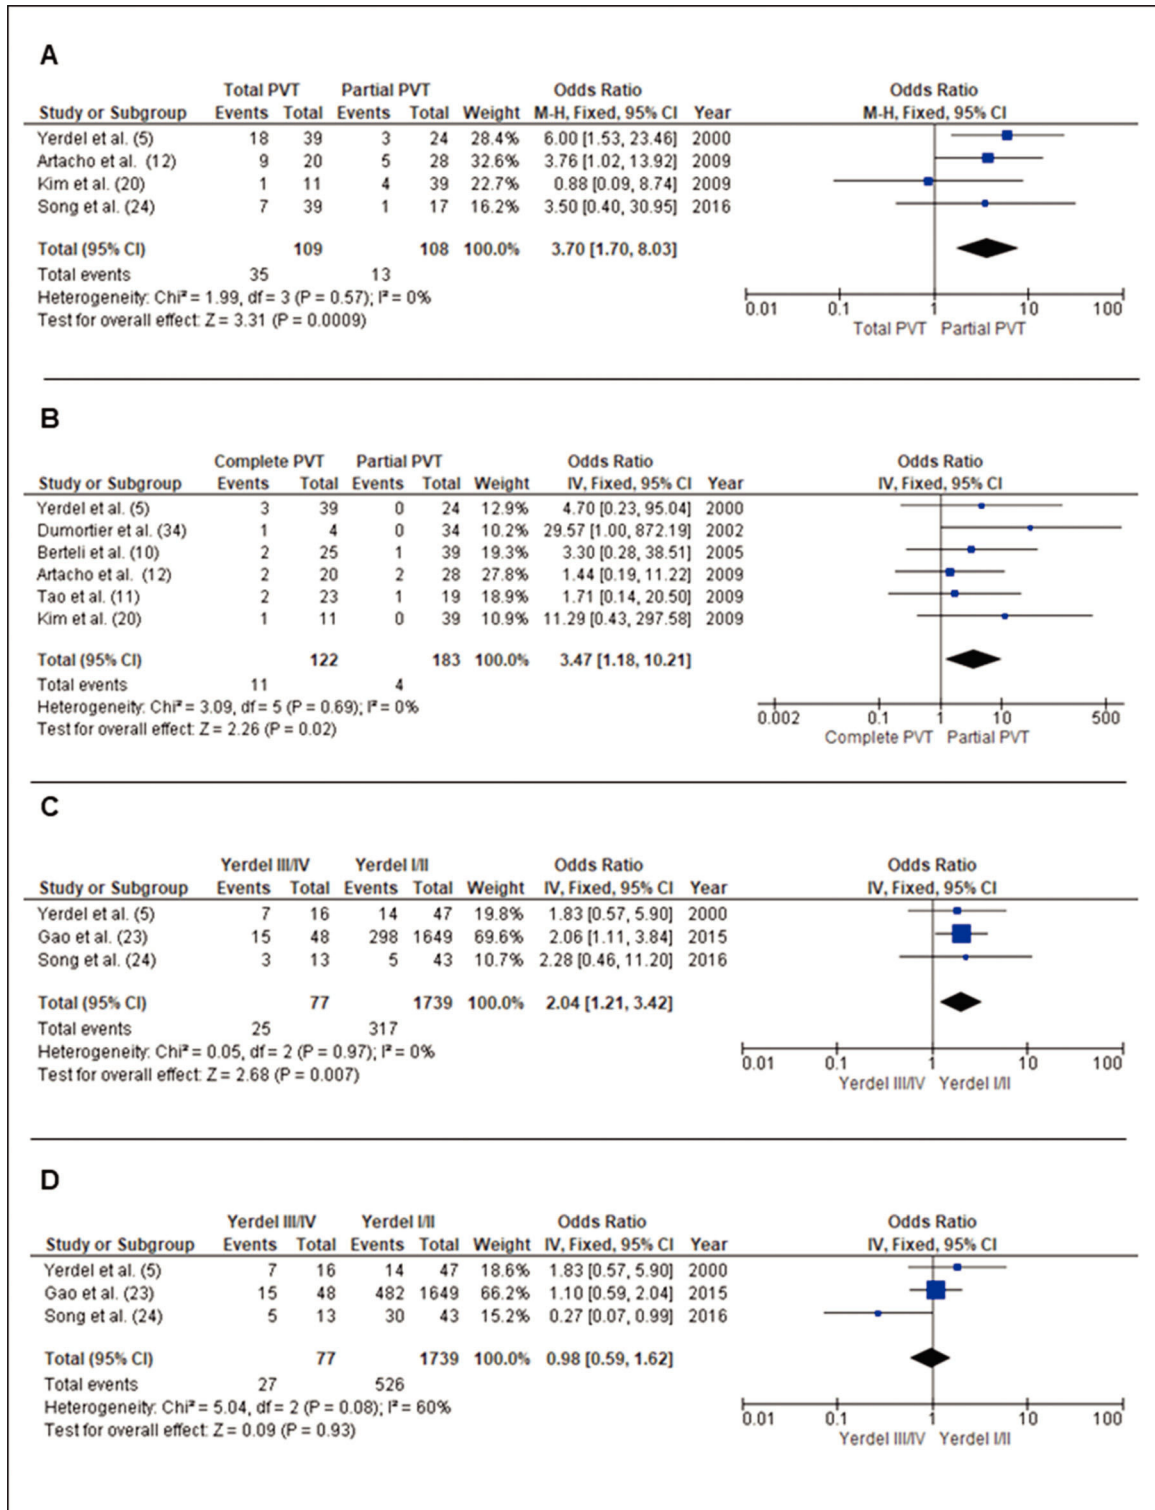 A
Total PVT Partial PVT Odds Ratio Odds Ratio
Study or Subgroup Events Total Events Total Weight M-H, Fixed, 95% CI Year M-H, Fixed, 95% CI
Yerdel et al. (5) 18 39 3 24 28.4% 6.00 [1.53, 23.46] 2000
Artacho et al. (12) 9 20 5 28 32.6% 3.76 [1.02, 13.92] 2009
Kim et al. (20) 1 11 4 39 22.7% 0.88 [0.09, 8.74] 2009
Song et al. (24) 7 39 1 17 16.2% 3.50 [0.40, 30.95] 2016
Total (95% CI) 109 108 100.0% 3.70 [1.70, 8.03]
Total events 35 13
Heterogeneity: Chi² = 1.99, df = 3 (P = 0.57); I² = 0%
Test for overall effect: Z = 3.31 (P = 0.0009)
0.01 0.1 1 10 100
Total PVT Partial PVT
B
Complete PVT Partial PVT Odds Ratio Odds Ratio
Study or Subgroup Events Total Events Total Weight IV, Fixed, 95% CI Year IV, Fixed, 95% CI
Yerdel et al. (5) 3 39 0 24 12.9% 4.70 [0.23, 95.04] 2000
Dumortier et al. (34) 1 4 0 34 10.2% 29.57 [1.00, 872.19] 2002
Berteli et al. (10) 2 25 1 39 19.3% 3.30 [0.28, 38.51] 2005
Artacho et al. (12) 2 20 2 28 27.8% 1.44 [0.19, 11.22] 2009
Tao et al. (11) 2 23 1 19 18.9% 1.71 [0.14, 20.50] 2009
Kim et al. (20) 1 11 0 39 10.9% 11.29 [0.43, 297.58] 2009
Total (95% CI) 122 183 100.0% 3.47 [1.18, 10.21]
Total events 11 4
Heterogeneity: Chi² = 3.09, df = 5 (P = 0.69); I² = 0%
Test for overall effect: Z = 2.26 (P = 0.02)
0.002 0.1 1 10 500
Complete PVT Partial PVT
C
Yerdel III/IV Yerdel I/II Odds Ratio Odds Ratio
Study or Subgroup Events Total Events Total Weight IV, Fixed, 95% CI Year IV, Fixed, 95% CI
Yerdel et al. (5) 7 16 14 47 19.8% 1.83 [0.57, 5.90] 2000
Gao et al. (23) 15 48 298 1649 69.6% 2.06 [1.11, 3.84] 2015
Song et al. (24) 3 13 5 43 10.7% 2.28 [0.46, 11.20] 2016
Total (95% CI) 77 1739 100.0% 2.04 [1.21, 3.42]
Total events 25 317
Heterogeneity: Chi² = 0.05, df = 2 (P = 0.97); I² = 0%
Test for overall effect: Z = 2.68 (P = 0.007)
0.01 0.1 1 10 100
Yerdel III/IV Yerdel I/II
D
Yerdel III/IV Yerdel I/II Odds Ratio Odds Ratio
Study or Subgroup Events Total Events Total Weight IV, Fixed, 95% CI Year IV, Fixed, 95% CI
Yerdel et al. (5) 7 16 14 47 18.6% 1.83 [0.57, 5.90] 2000
Gao et al. (23) 15 48 482 1649 66.2% 1.10 [0.59, 2.04] 2015
Song et al. (24) 5 13 30 43 15.2% 0.27 [0.07, 0.99] 2016
Total (95% CI) 77 1739 100.0% 0.98 [0.59, 1.62]
Total events 27 526
Heterogeneity: Chi² = 5.04, df = 2 (P = 0.08); I² = 60%
Test for overall effect: Z = 0.09 (P = 0.93)
0.01 0.1 1 10 100
Yerdel III/IV Yerdel I/II